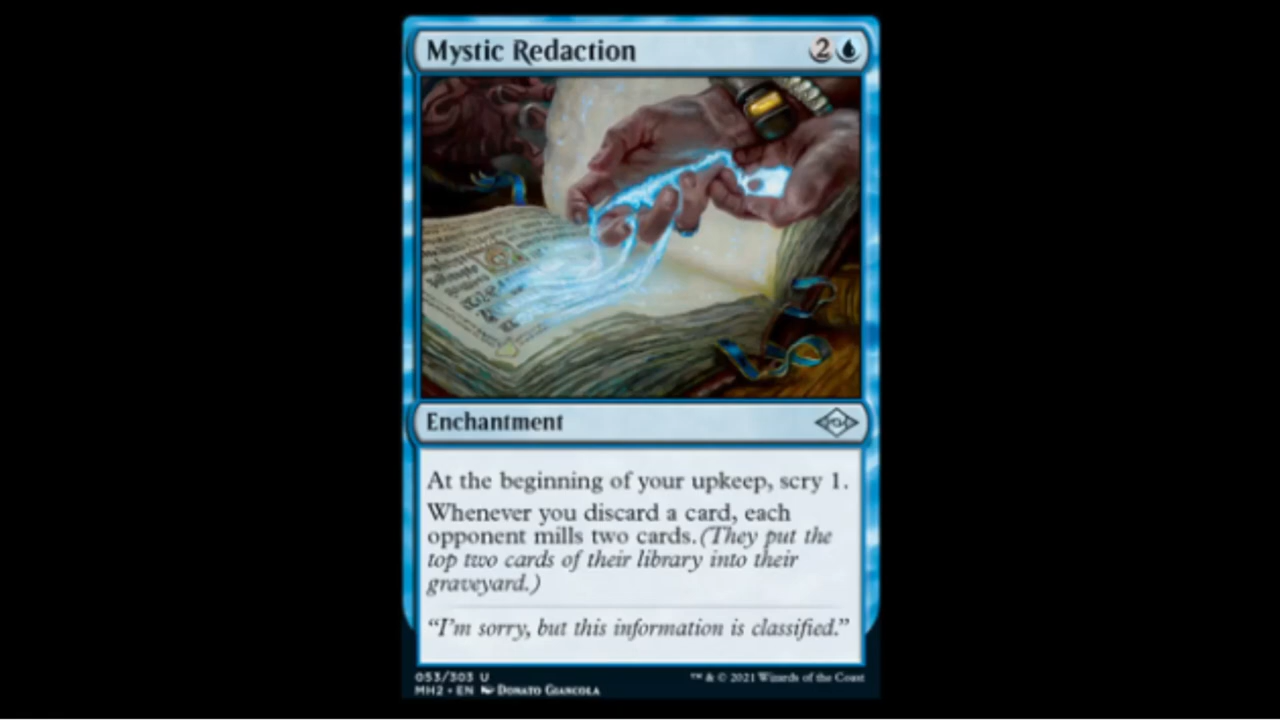 Mystic Redaction 2
Enchantment
At the beginning of your upkeep, scry 1.
Whenever you discard a card, each
opponent mills two cards.(They put the
top two cards of their library into their
graveyard.)
“I’m sorry, but this information is classified.”
053/303 U
™ & © 2021 Wizards of the Coast
MH2 • EN Donato Giancola